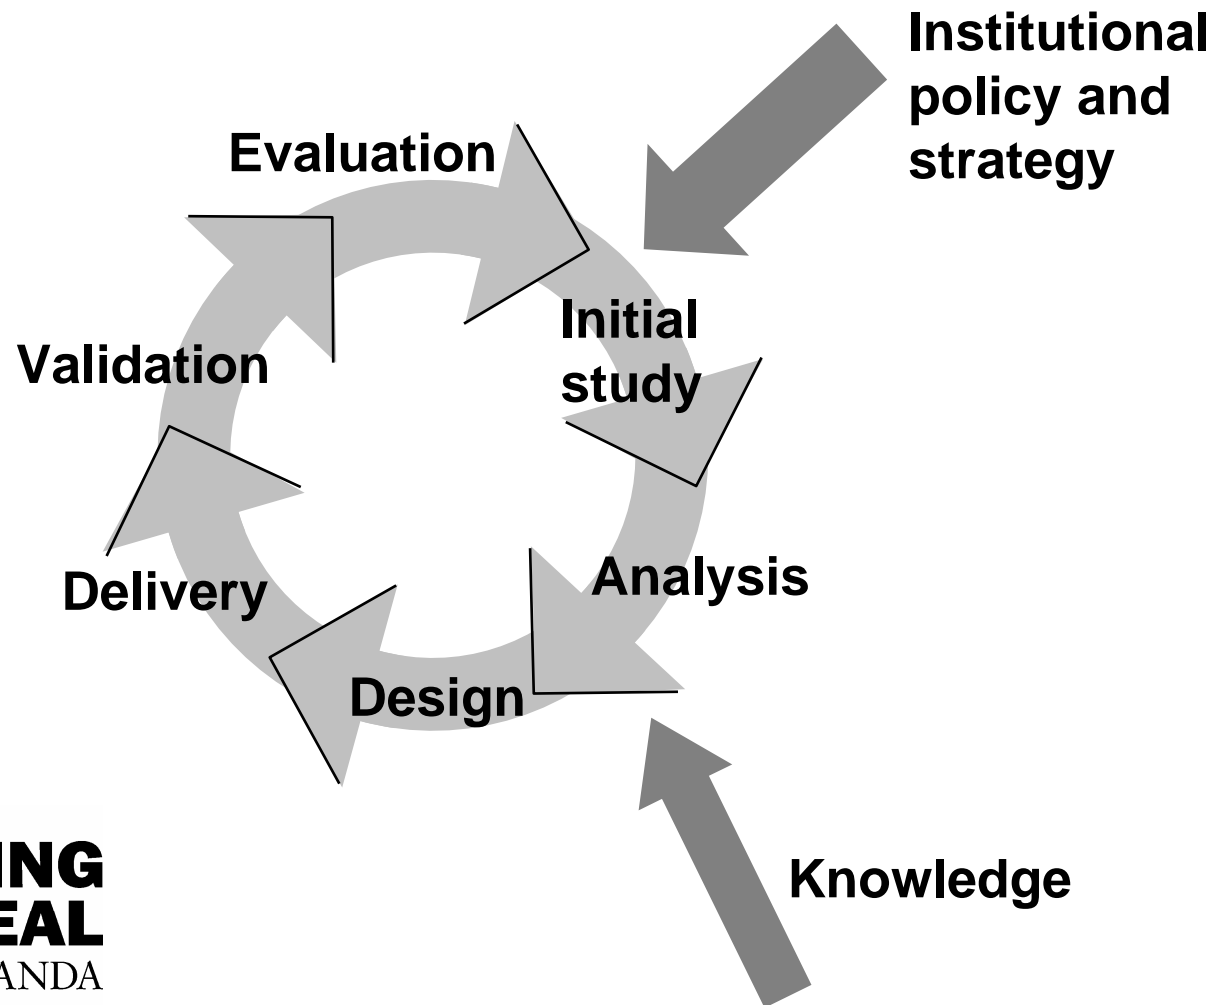 Institutional
policy and
strategy
Evaluation
Initial
study
Validation
Analysis
Delivery
Design
Knowledge
ING
EAL
ANDA